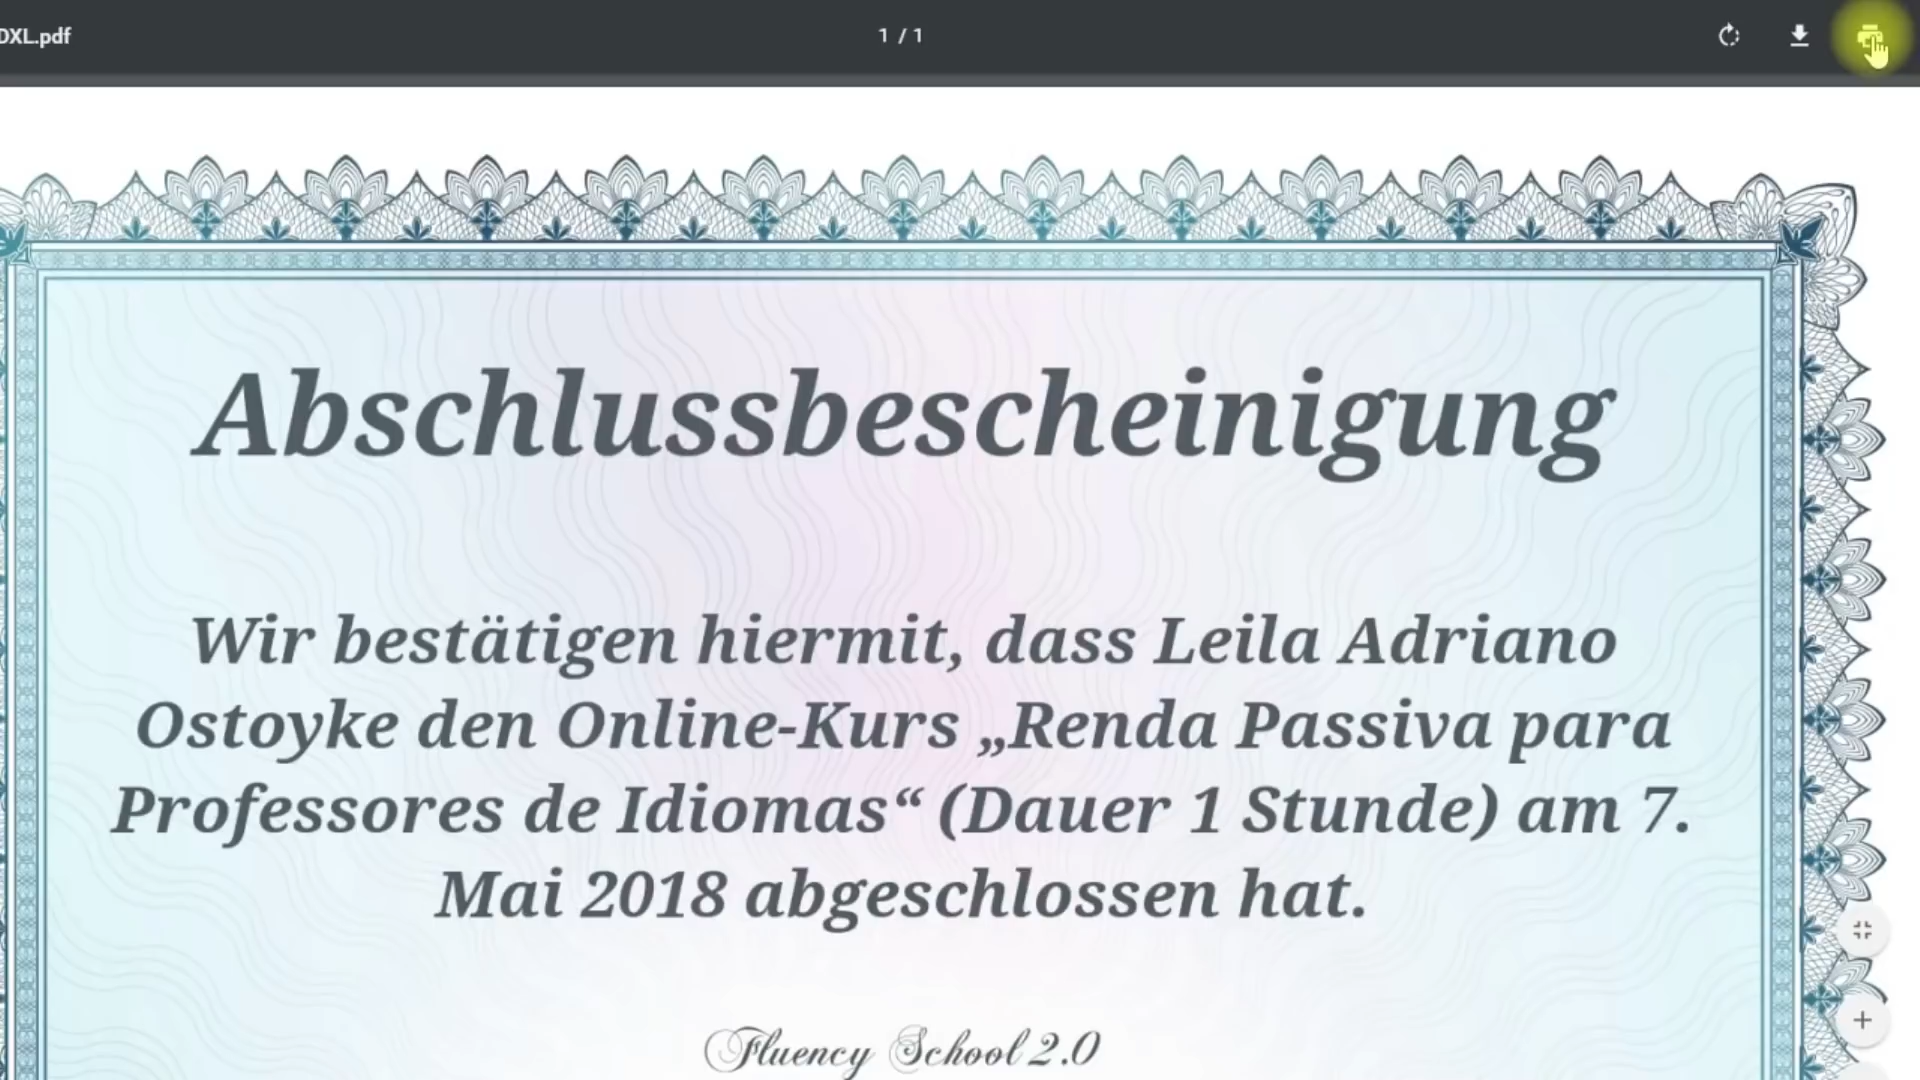 DXL.pdf
1 / 1
Abschlussbescheinigung
Wir bestätigen hiermit, dass Leila Adriano
Ostoyke den Online-Kurs „Renda Passiva para
Professores de Idiomas“ (Dauer 1 Stunde) am 7.
Mai 2018 abgeschlossen hat.
Fluency School 2.0